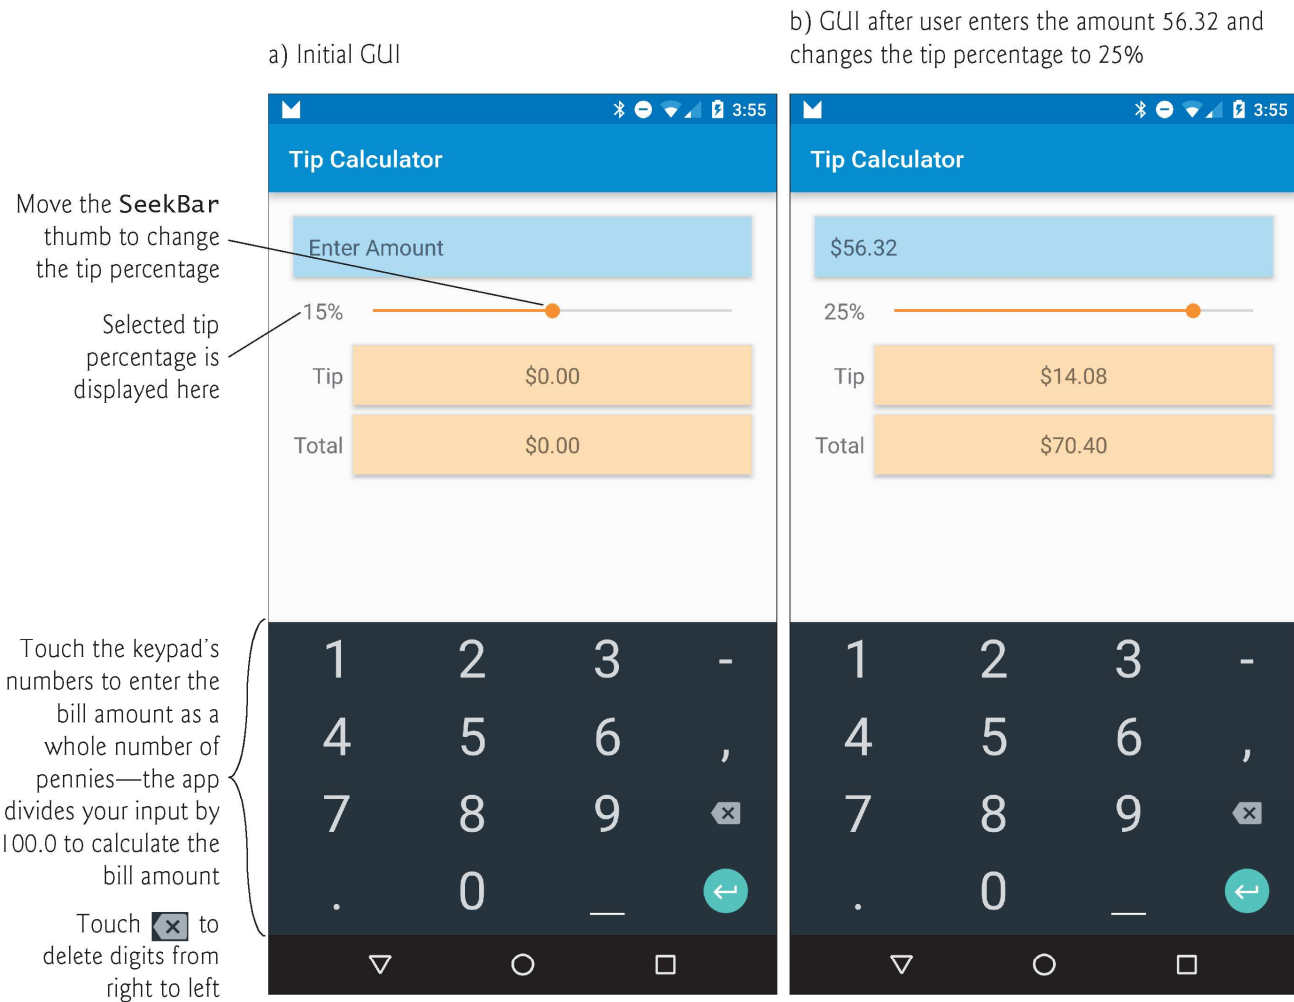 a) Initial GUI
b) GUI after user enters the amount 56.32 and
changes the tip percentage to 25%
Move the SeekBar
thumb to change
the tip percentage
Selected tip
percentage is
displayed here
Touch the keypad’s
numbers to enter the
bill amount as a
whole number of
pennies—the app
divides your input by
100.0 to calculate the
bill amount
Touch to
delete digits from
right to left
3:55
Tip Calculator
Enter Amount
15%
Tip $0.00
Total $0.00
1 2 3 -
4 5 6 ,
7 8 9
. 0 _
3:55
Tip Calculator
$56.32
25%
Tip $14.08
Total $70.40
1 2 3 -
4 5 6 ,
7 8 9
. 0 _